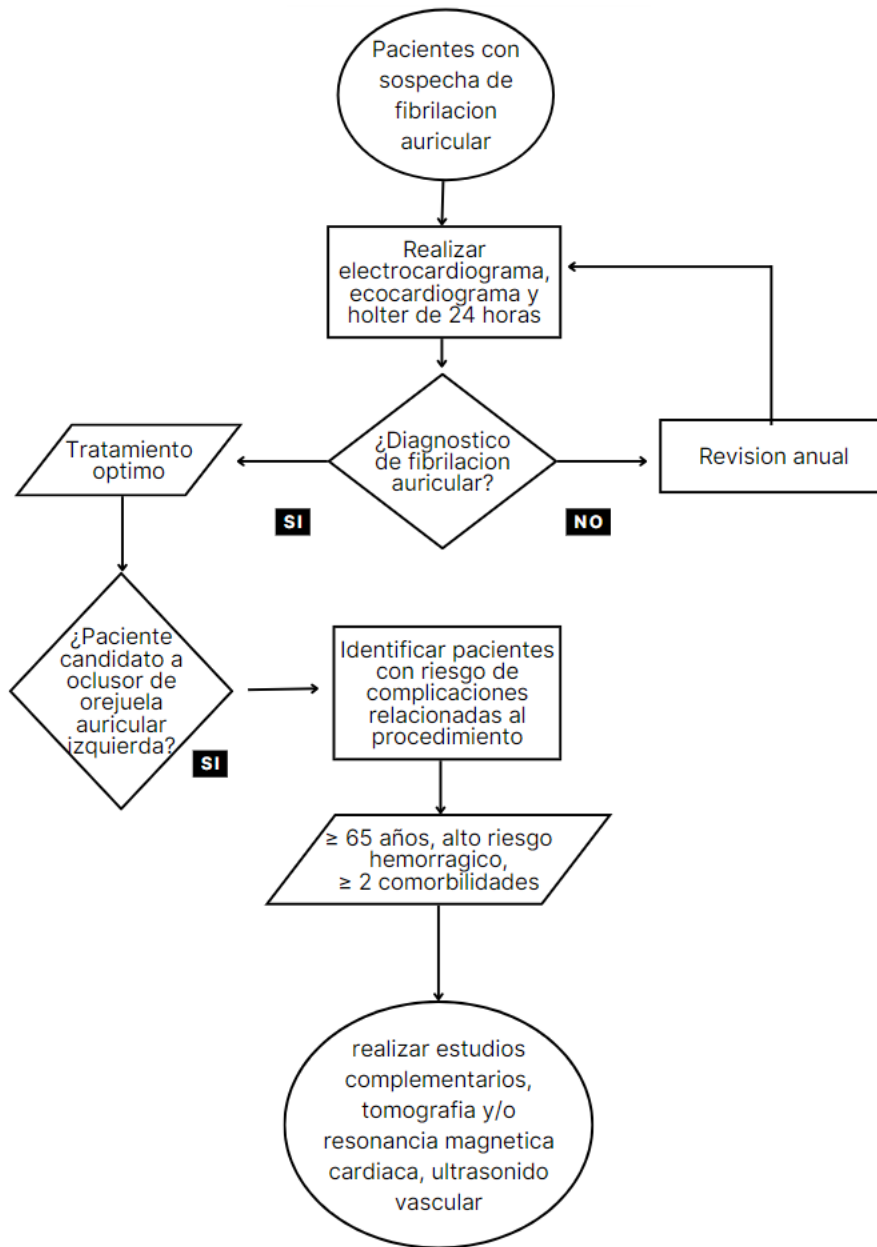 Pacientes con
sospecha de
fibrilacion
auricular
Realizar
electrocardiograma,
ecocardiograma y
holter de 24 horas
¿Diagnostico
de fibrilacion
auricular?
Revision anual
Tratamiento
optimo
SI
NO
¿Paciente
candidato a
oclusor de
orejuela
auricular
izquierda?
SI
Identificar pacientes
con riesgo de
complicaciones
relacionadas al
procedimiento
≥ 65 años, alto riesgo
hemorragico,
≥ 2 comorbilidades
realizar estudios
complementarios,
tomografia y/o
resonancia magnetica
cardiaca, ultrasonido
vascular